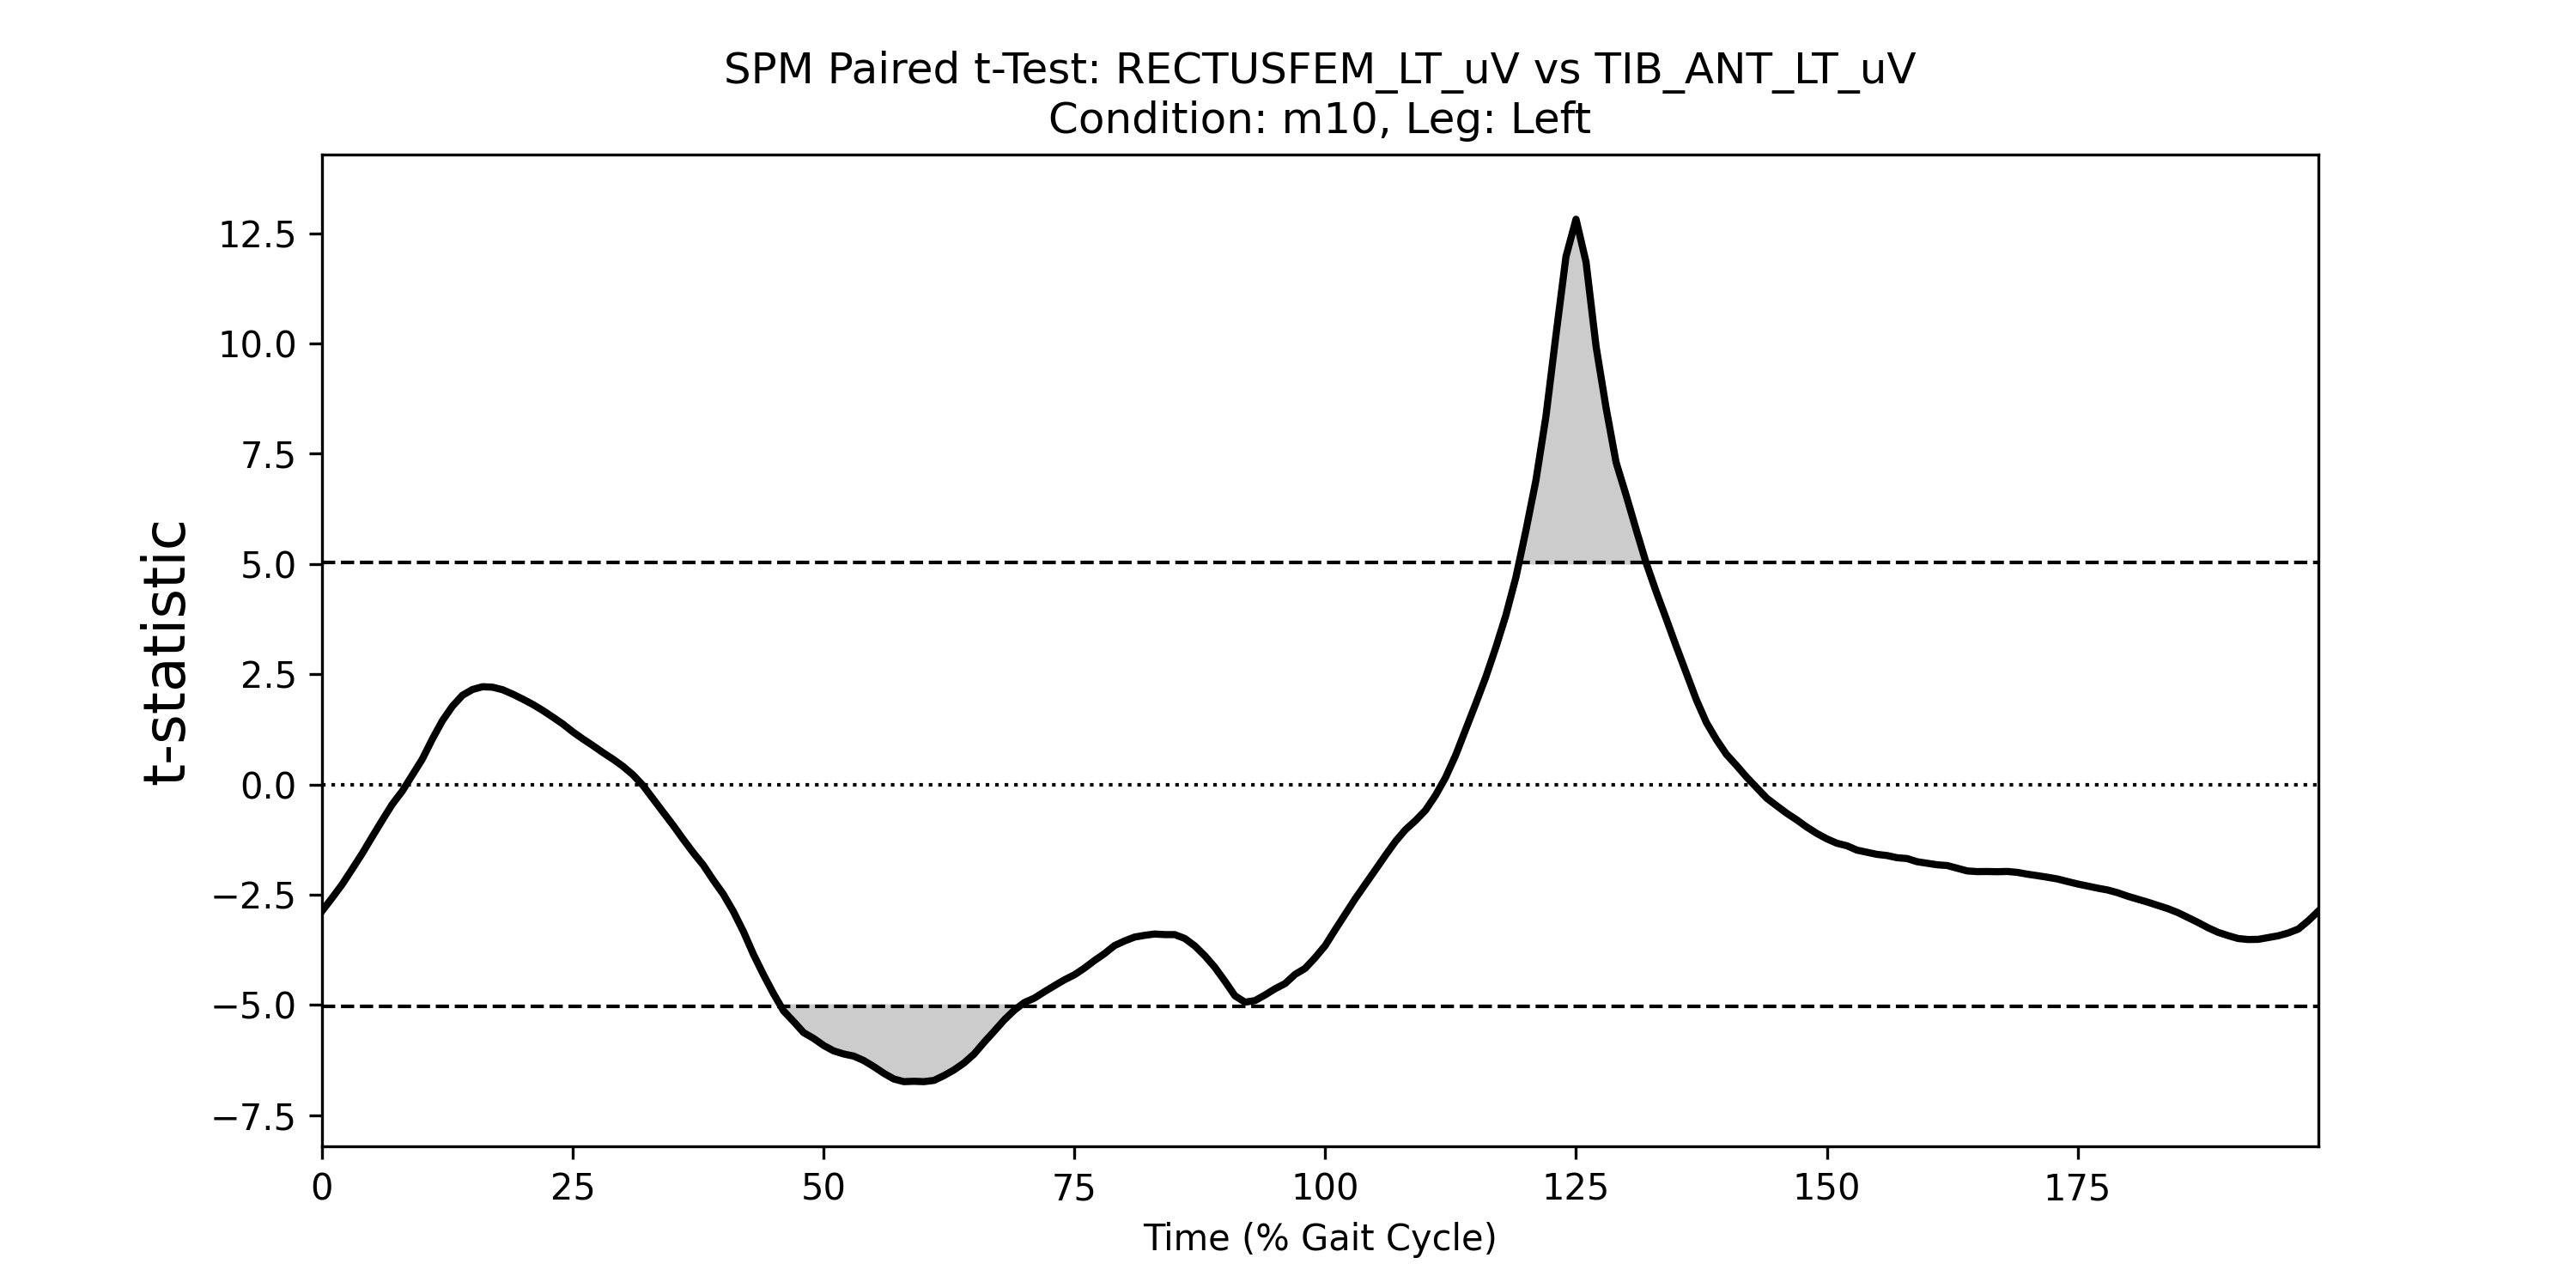 SPM Paired t-Test: RECTUSFEM_LT_uV vs TIB_ANT_LT_uV
Condition: m10, Leg: Left
t-statistic
12.5
10.0
7.5
5.0
2.5
0.0
−2.5
−5.0
−7.5
0 25 50 75 100 125 150 175
Time (% Gait Cycle)